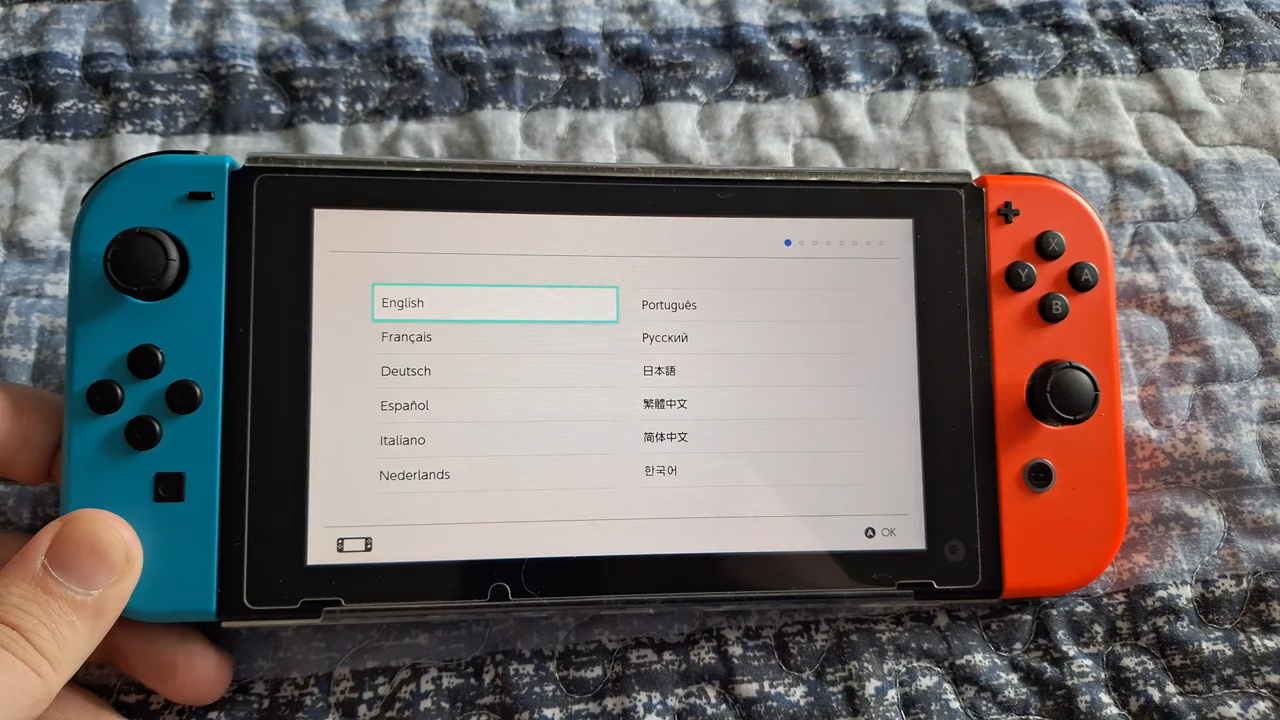 English
Français
Deutsch
Español
Italiano
Nederlands
Português
Русский
日本語
繁體中文
简体中文
한국어
A OK
X
Y
A
B